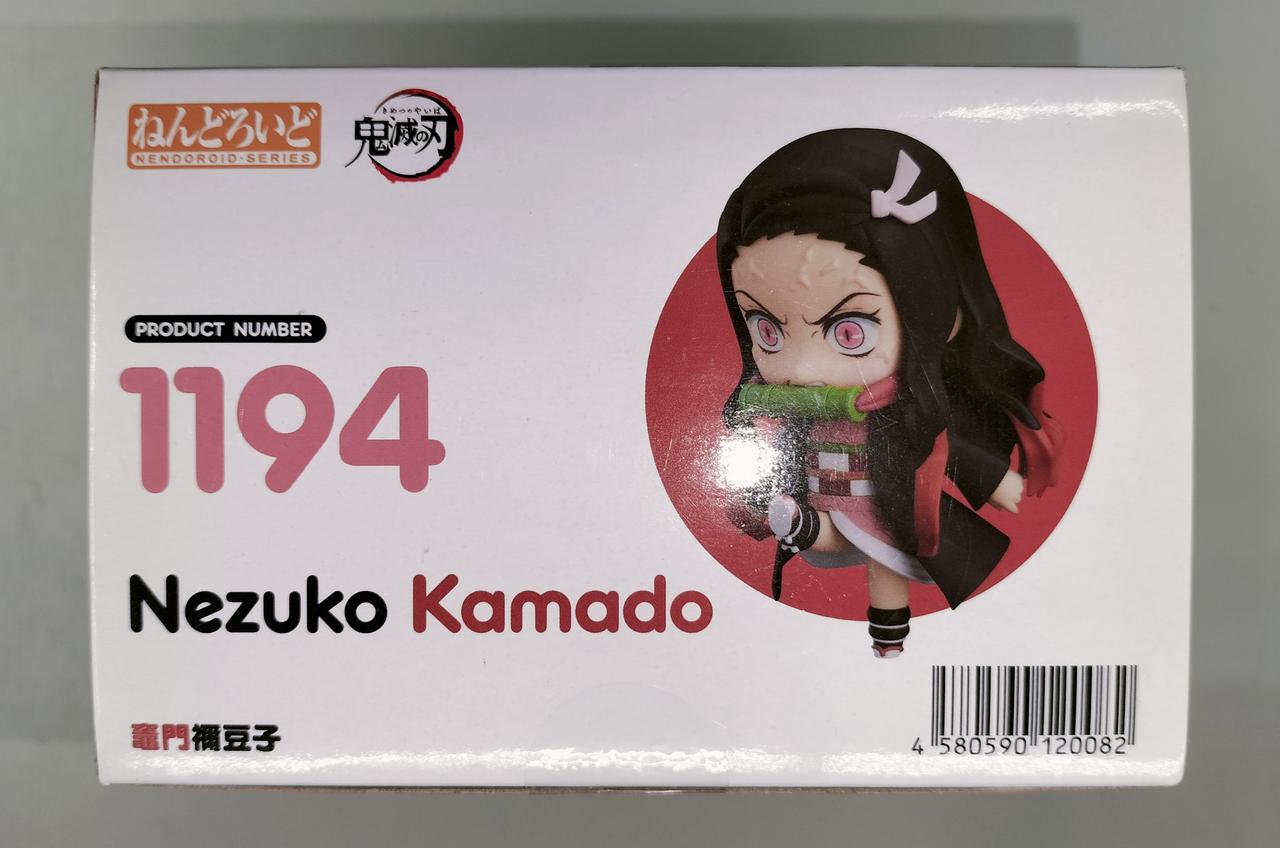 ねんどろいど
NENDOROID-SERIES
きめつのやいば
鬼滅の刃
PRODUCT NUMBER
1194
Nezuko Kamado
竈門禰豆子
4 580590 120082